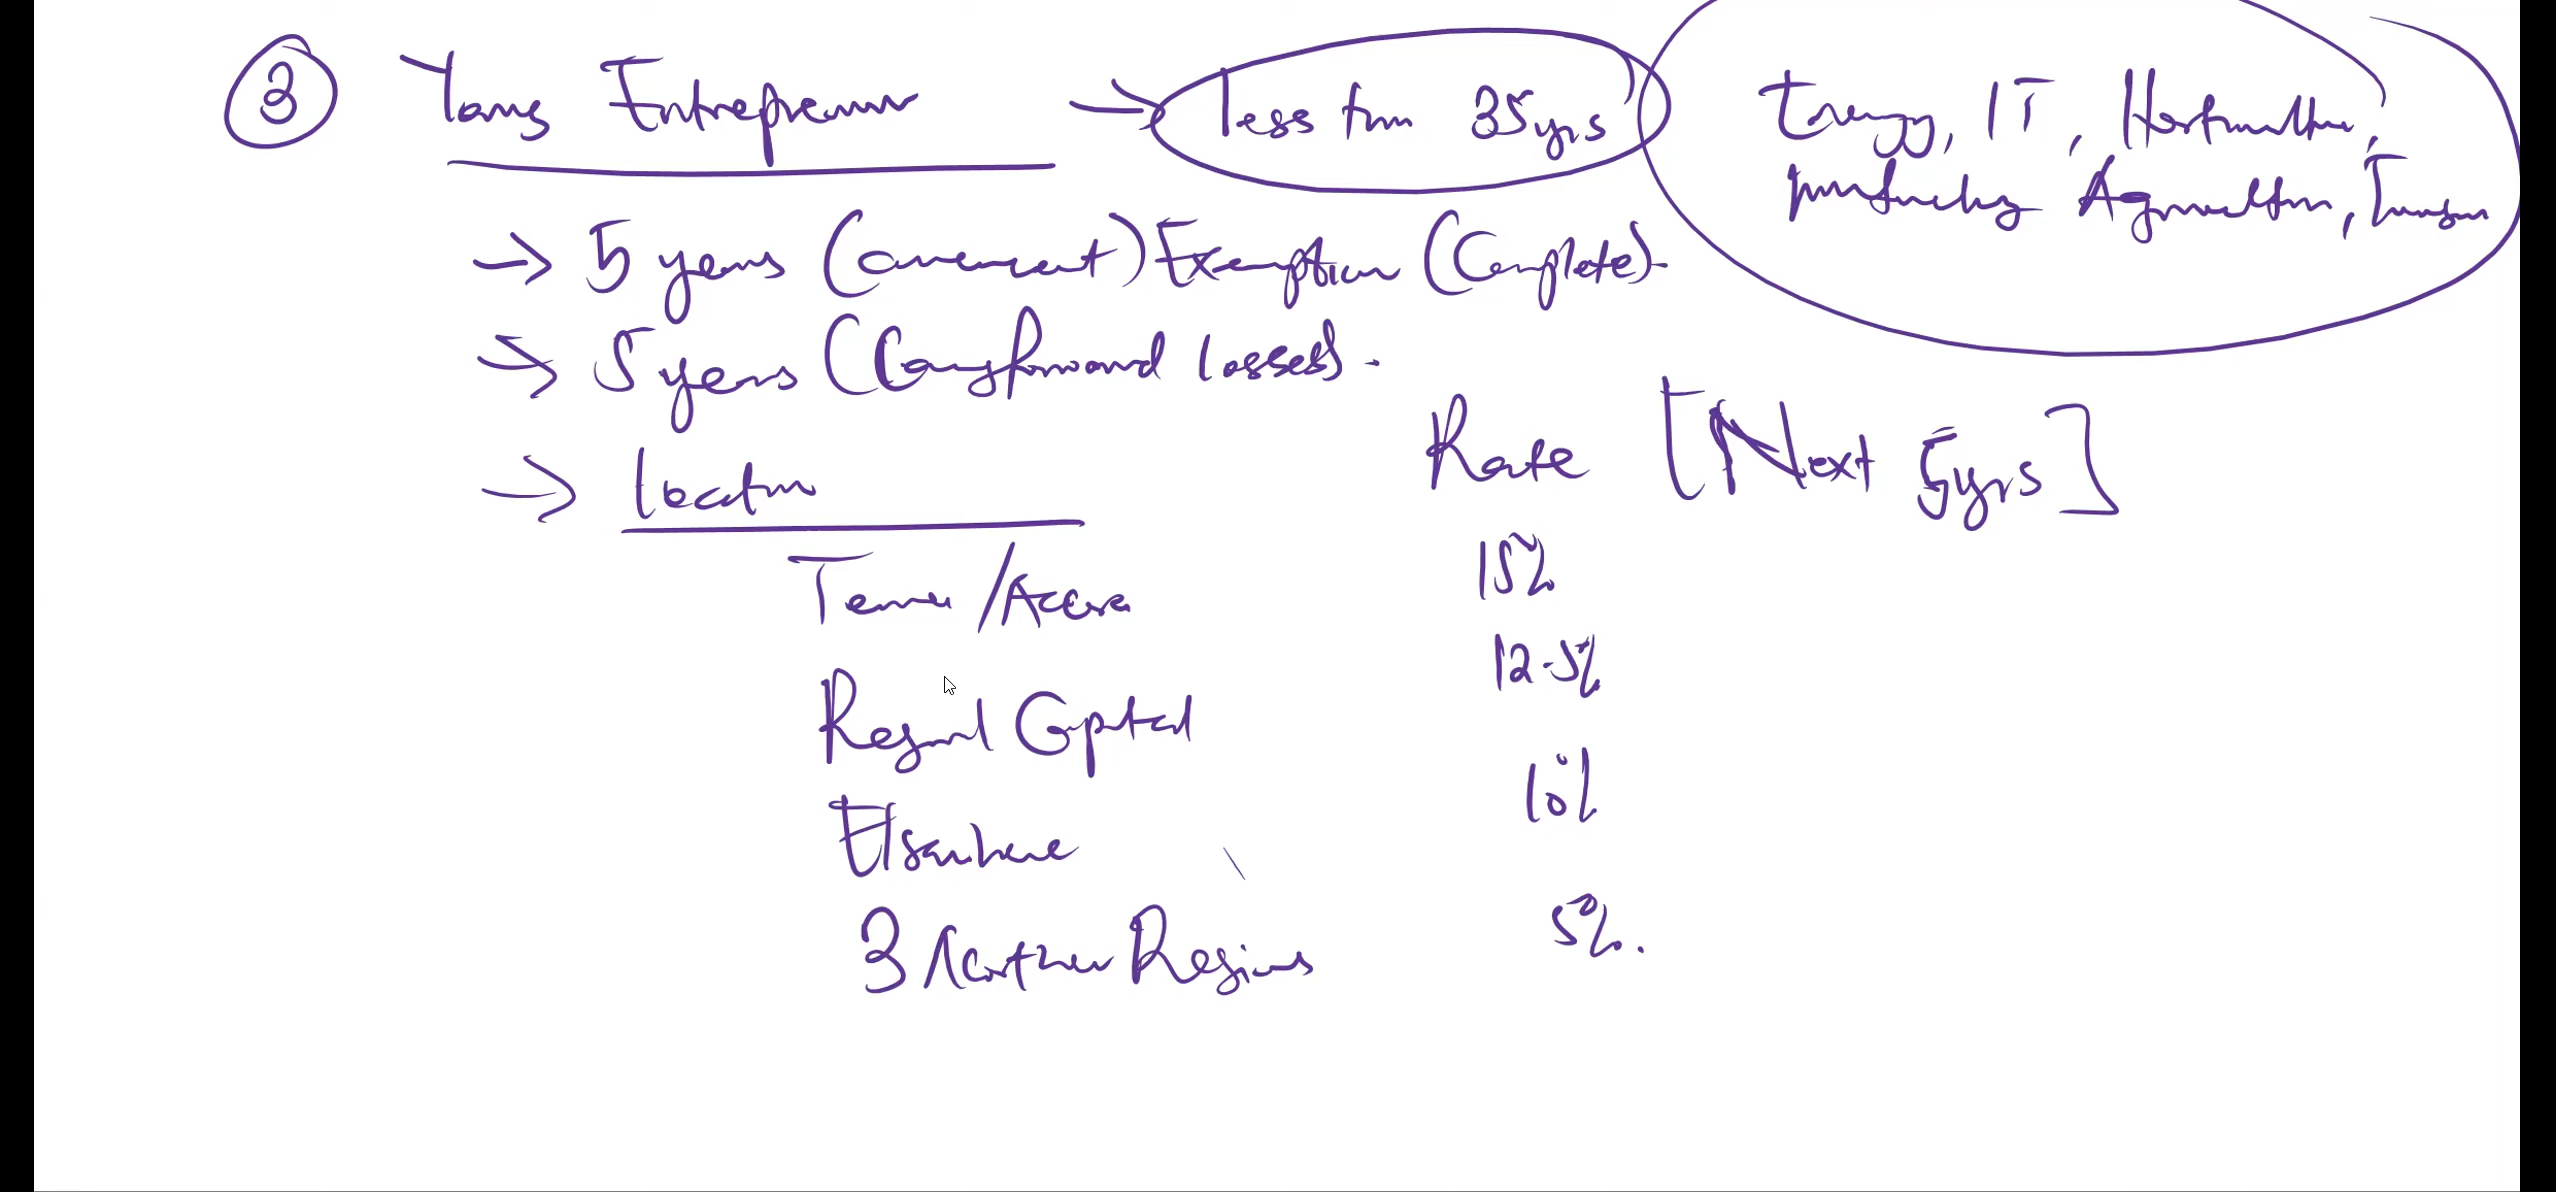 3 Young Entrepreneur → less than 35yrs
Energy, IT, Horticulture,
Manufacturing Agriculture, Tourism
→ 5 years () Exemption (Complete).
→ 5 years (Carryforward losses).
→ location Rate [Next 5yrs]
Tema/Accra 15%
Regional Capital 12.5%
Elsewhere 10%
3 Northern Regions 5%.